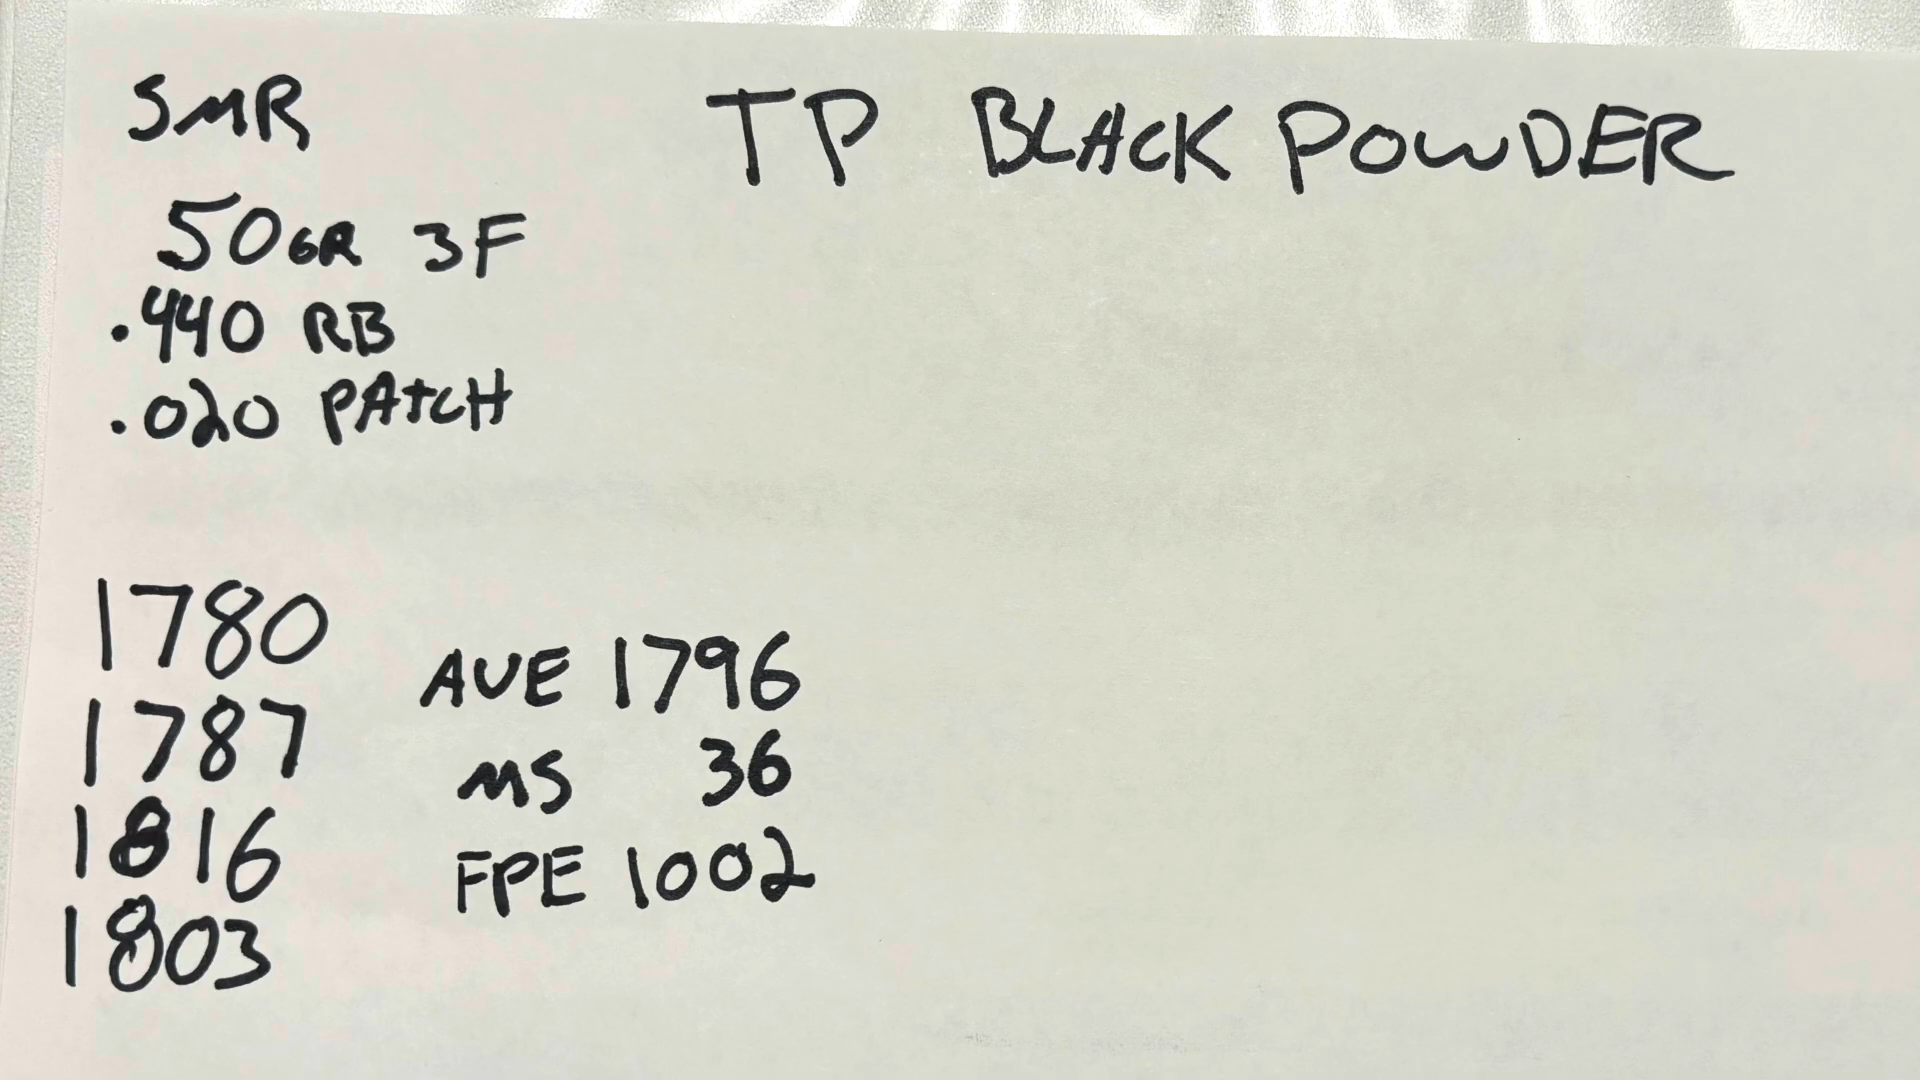 SMR
TP BLACK POWDER
50GR 3F
.440 RB
.020 PATCH
1780
1787
1816
1803
AVE 1796
MS 36
FPE 1002